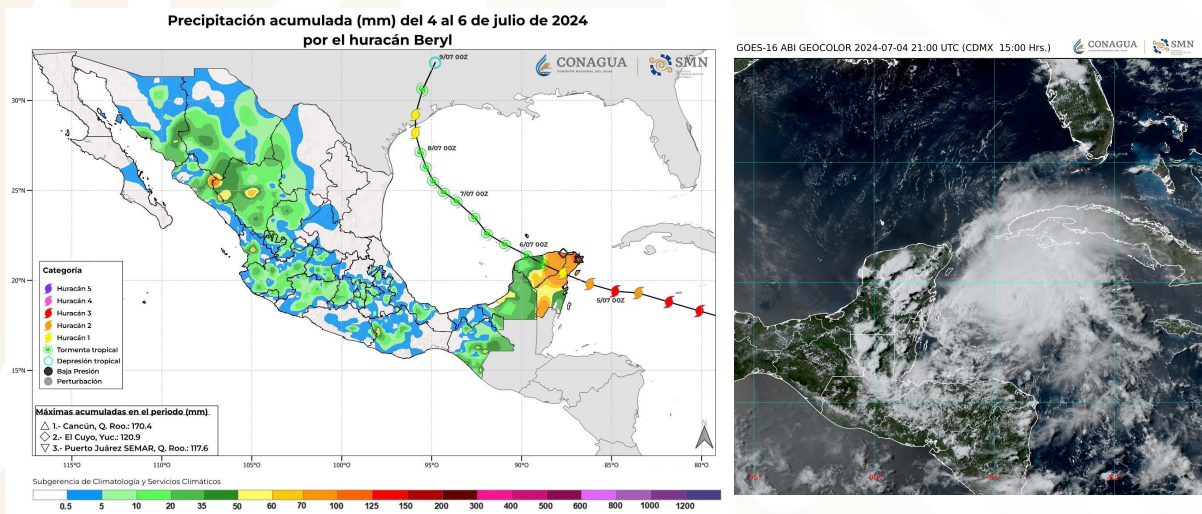 Precipitación acumulada (mm) del 4 al 6 de julio de 2024
por el huracán Beryl
CONAGUA
COMISIÓN NACIONAL DEL AGUA
SMN
9/07 00Z
8/07 00Z
7/07 00Z
6/07 00Z
5/07 00Z
30°N
25°N
20°N
15°N
Categoría
Huracán 5
Huracán 4
Huracán 3
Huracán 2
Huracán 1
Tormenta tropical
Depresión tropical
Baja Presión
Perturbación
Máximas acumuladas en el periodo (mm)
1.- Cancún, Q. Roo.: 170.4
2.- El Cuyo, Yuc.: 120.9
3.- Puerto Juárez SEMAR, Q. Roo.: 117.6
N
115°O 110°O 105°O 100°O 95°O 90°O 85°O 80°O
Subgerencia de Climatología y Servicios Climáticos
0.5 5 10 20 35 50 60 70 100 125 150 200 300 400 500 600 800 1000 1200
GOES-16 ABI GEOCOLOR 2024-07-04 21:00 UTC (CDMX 15:00 Hrs.)
CONAGUA
SMN